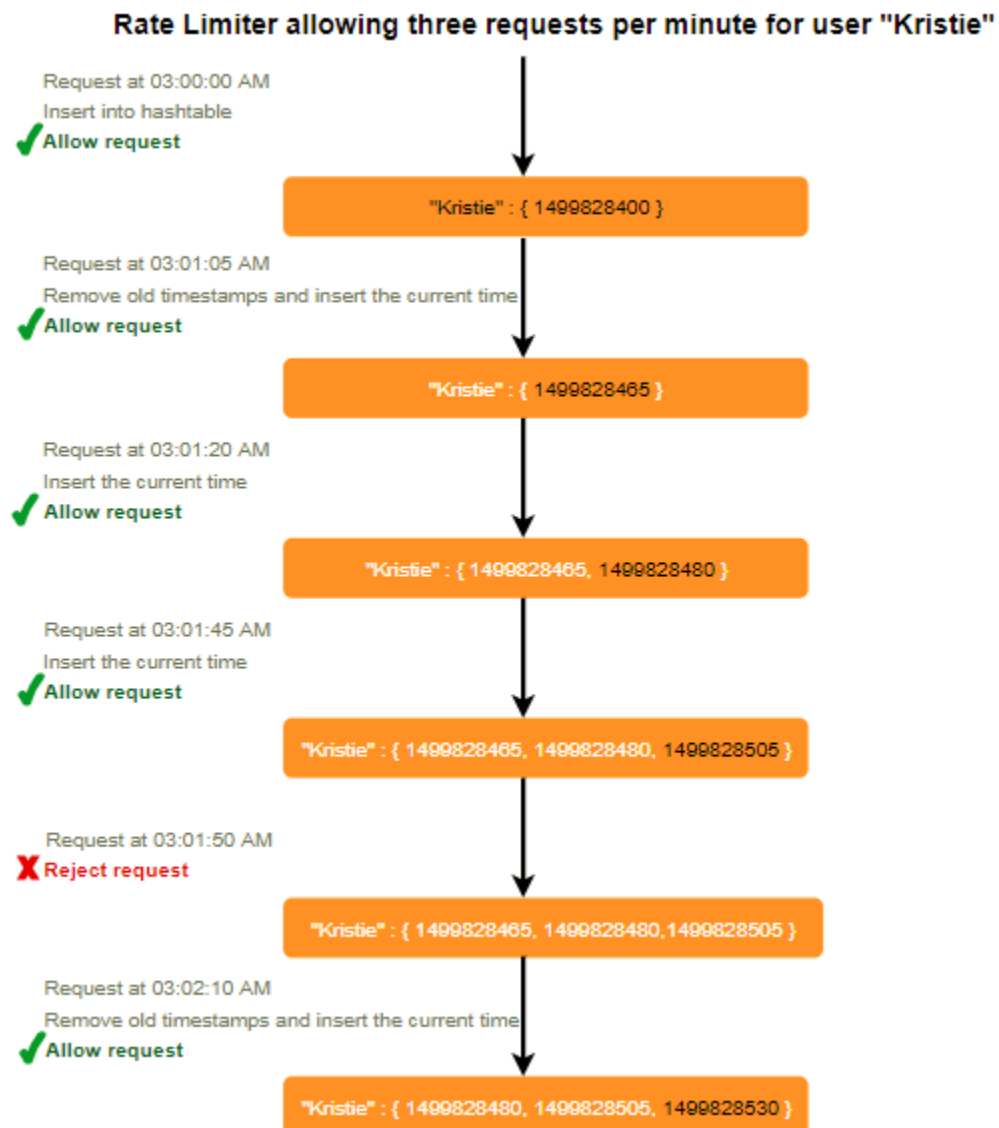 Rate Limiter allowing three requests per minute for user "Kristie"
Request at 03:00:00 AM
Insert into hashtable
Allow request
"Kristie" : { 1499828400 }
Request at 03:01:05 AM
Remove old timestamps and insert the current time
Allow request
"Kristie" : { 1499828465 }
Request at 03:01:20 AM
Insert the current time
Allow request
"Kristie" : { 1499828465, 1499828480 }
Request at 03:01:45 AM
Insert the current time
Allow request
"Kristie" : { 1499828465, 1499828480, 1499828505 }
Request at 03:01:50 AM
Reject request
"Kristie" : { 1499828465, 1499828480,1499828505 }
Request at 03:02:10 AM
Remove old timestamps and insert the current time
Allow request
"Kristie" : { 1499828480, 1499828505, 1499828530 }